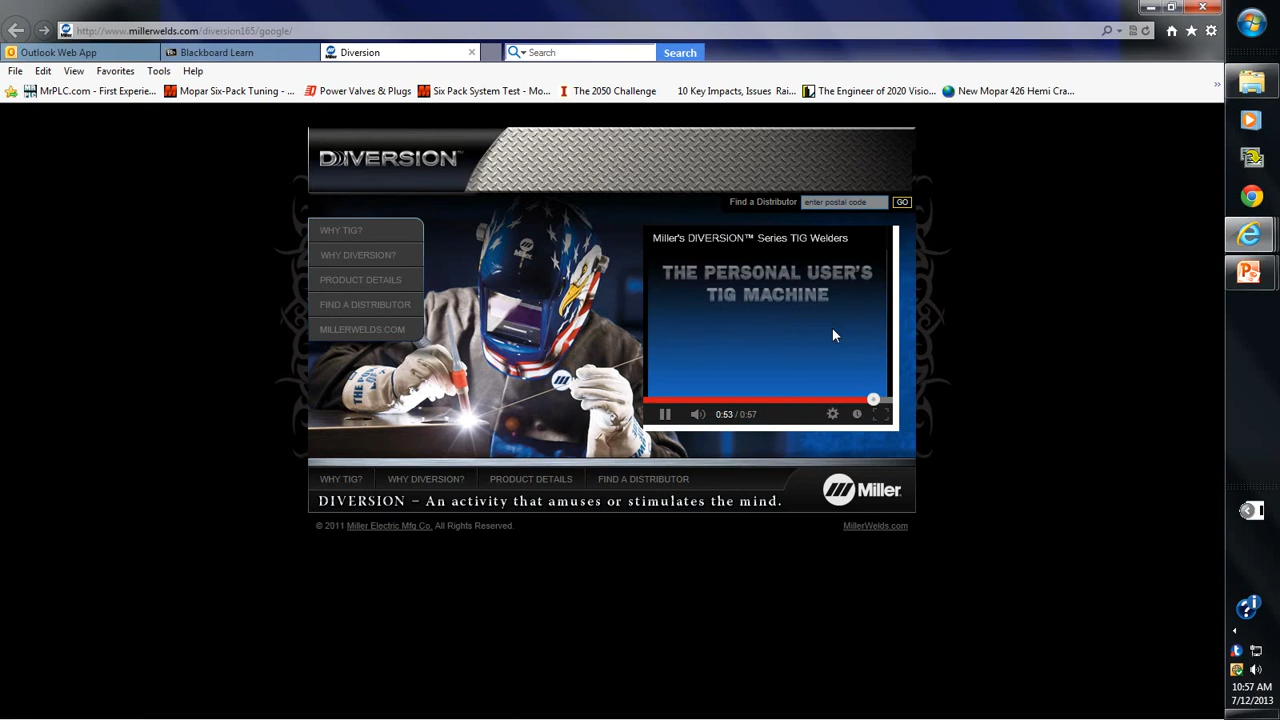 http://www.millerwelds.com/diversion165/google/
Outlook Web App
Blackboard Learn
Diversion
Search
Search
File Edit View Favorites Tools Help
MrPLC.com - First Experie...
Mopar Six-Pack Tuning - ...
Power Valves & Plugs
Six Pack System Test - Mo...
The 2050 Challenge
10 Key Impacts, Issues Rai...
The Engineer of 2020 Visio...
New Mopar 426 Hemi Cra...
DIVERSION™
Find a Distributor enter postal code GO
WHY TIG?
WHY DIVERSION?
PRODUCT DETAILS
FIND A DISTRIBUTOR
MILLERWELDS.COM
Miller's DIVERSION™ Series TIG Welders
THE PERSONAL USER'S
TIG MACHINE
0:53 / 0:57
WHY TIG? WHY DIVERSION? PRODUCT DETAILS FIND A DISTRIBUTOR
Miller
DIVERSION – An activity that amuses or stimulates the mind.
© 2011 Miller Electric Mfg Co. All Rights Reserved.
MillerWelds.com
10:57 AM
7/12/2013